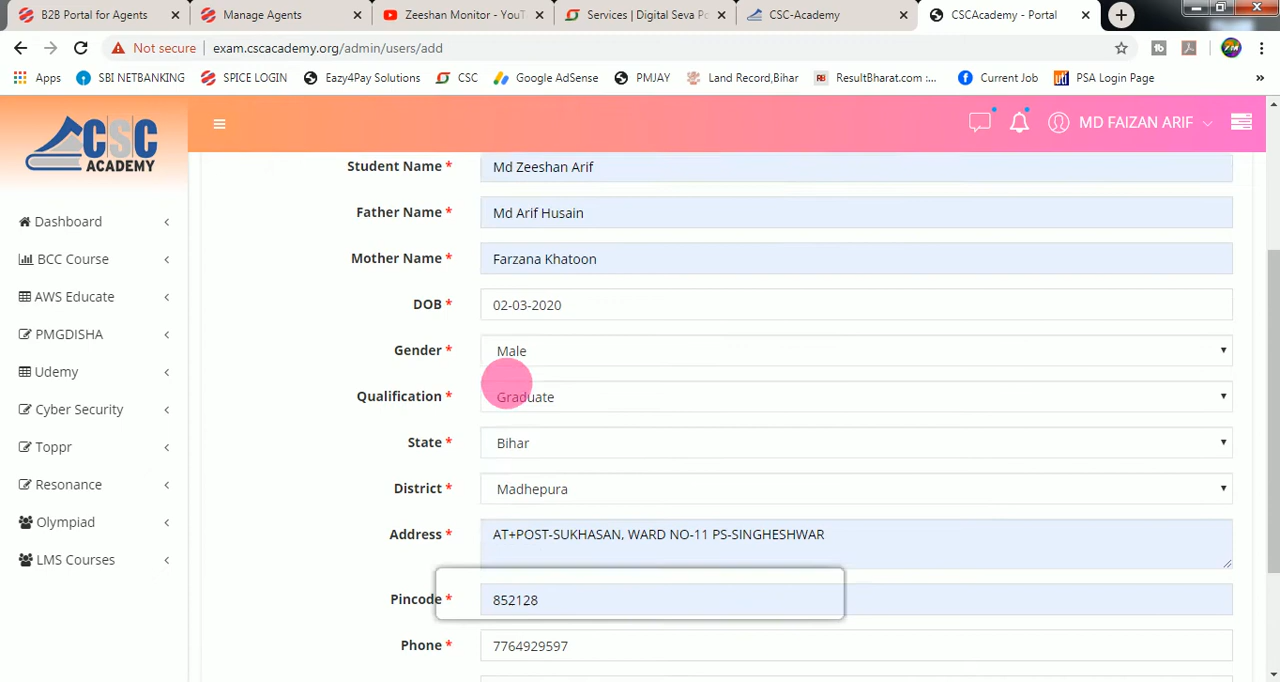 B2B Portal for Agents
Manage Agents
Zeeshan Monitor - YouT
Services | Digital Seva Po
CSC-Academy
CSCAcademy - Portal
Not secure | exam.cscacademy.org/admin/users/add
Apps SBI NETBANKING SPICE LOGIN Eazy4Pay Solutions CSC Google AdSense PMJAY Land Record,Bihar ResultBharat.com :... Current Job PSA Login Page »
CSC ACADEMY
MD FAIZAN ARIF
Dashboard
BCC Course
AWS Educate
PMGDISHA
Udemy
Cyber Security
Toppr
Resonance
Olympiad
LMS Courses
Student Name * Md Zeeshan Arif
Father Name * Md Arif Husain
Mother Name * Farzana Khatoon
DOB * 02-03-2020
Gender * Male
Qualification * Graduate
State * Bihar
District * Madhepura
Address * AT+POST-SUKHASAN, WARD NO-11 PS-SINGHESHWAR
Pincode * 852128
Phone * 7764929597